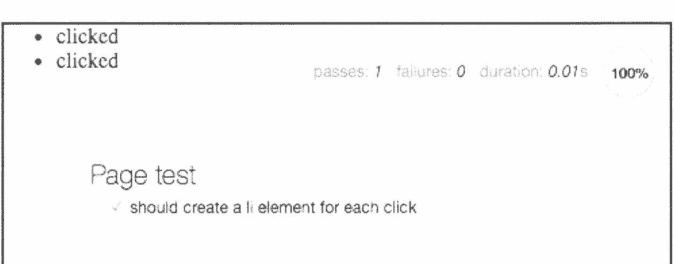 • clicked
• clicked
passes: 1 failures: 0 duration: 0.01s 100%
Page test
✓ should create a li element for each click